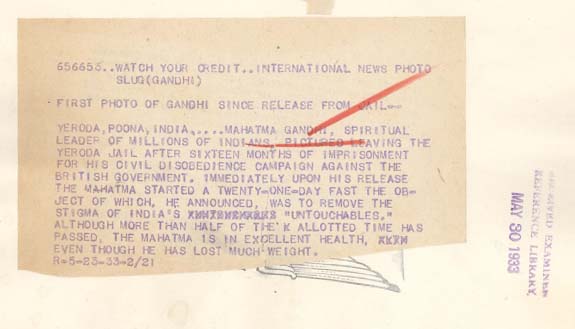 656656..WATCH YOUR CREDIT..INTERNATIONAL NEWS PHOTO
SLUG(GANDHI)
FIRST PHOTO OF GANDHI SINCE RELEASE FROM JAIL--
YERODA, POONA, INDIA,....MAHATMA GANDHI, SPIRITUAL
LEADER OF MILLIONS OF INDIANS, PICTURED LEAVING THE
YERODA JAIL AFTER SIXTEEN MONTHS OF IMPRISONMENT
FOR HIS CIVIL DISOBEDIENCE CAMPAIGN AGAINST THE
BRITISH GOVERNMENT. IMMEDIATELY UPON HIS RELEASE
THE MAHATMA STARTED A TWENTY-ONE-DAY FAST THE OB-
JECT OF WHICH, HE ANNOUNCED, WAS TO REMOVE THE
STIGMA OF INDIA'S "UNTOUCHABLES."
ALTHOUGH MORE THAN HALF OF THE'K ALLOTTED TIME HAS
PASSED, THE MAHATMA IS IN EXCELLENT HEALTH,
EVEN THOUGH HE HAS LOST MUCH WEIGHT.
R-5-23-33-2/21
EXAMINER
REFERENCE LIBRARY
MAY 30 1933